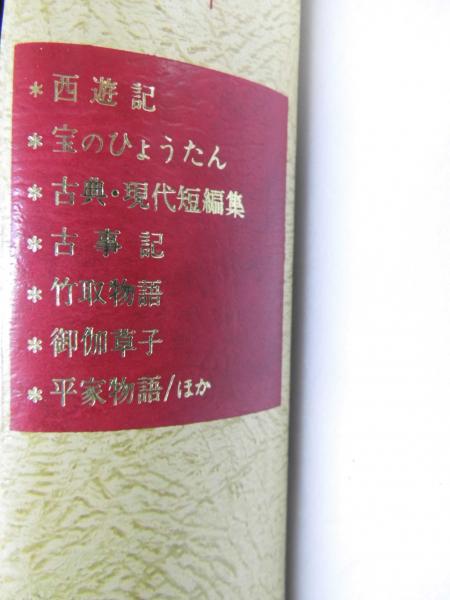 *西遊記
*宝のひょうたん
*古典・現代短編集
*古事記
*竹取物語
*御伽草子
*平家物語/ほか